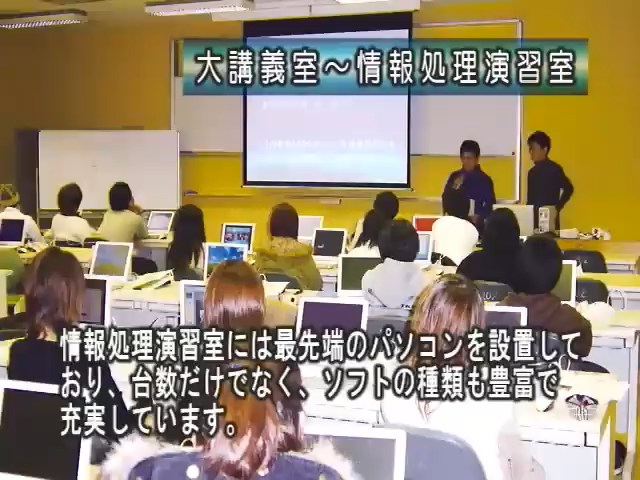 大講義室～情報処理演習室
情報処理演習室には最先端のパソコンを設置して
おり、台数だけでなく、ソフトの種類も豊富で
充実しています。